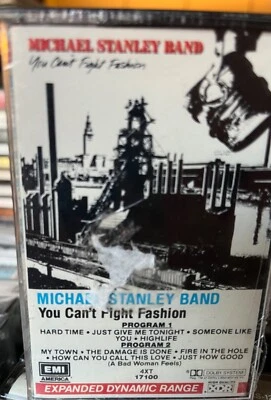 MICHAEL STANLEY BAND
You Can't Fight Fashion
MICHAEL STANLEY BAND
You Can't Fight Fashion
PROGRAM 1
HARD TIME • JUST GIVE ME TONIGHT • SOMEONE LIKE
YOU • HIGHLIFE
PROGRAM 2
MY TOWN • THE DAMAGE IS DONE • FIRE IN THE HOLE
• HOW CAN YOU CALL THIS LOVE • JUST HOW GOOD
(A Bad Woman Feels)
EMI
AMERICA
4XT
17100
DOLBY SYSTEM
XDR
EXPANDED DYNAMIC RANGE